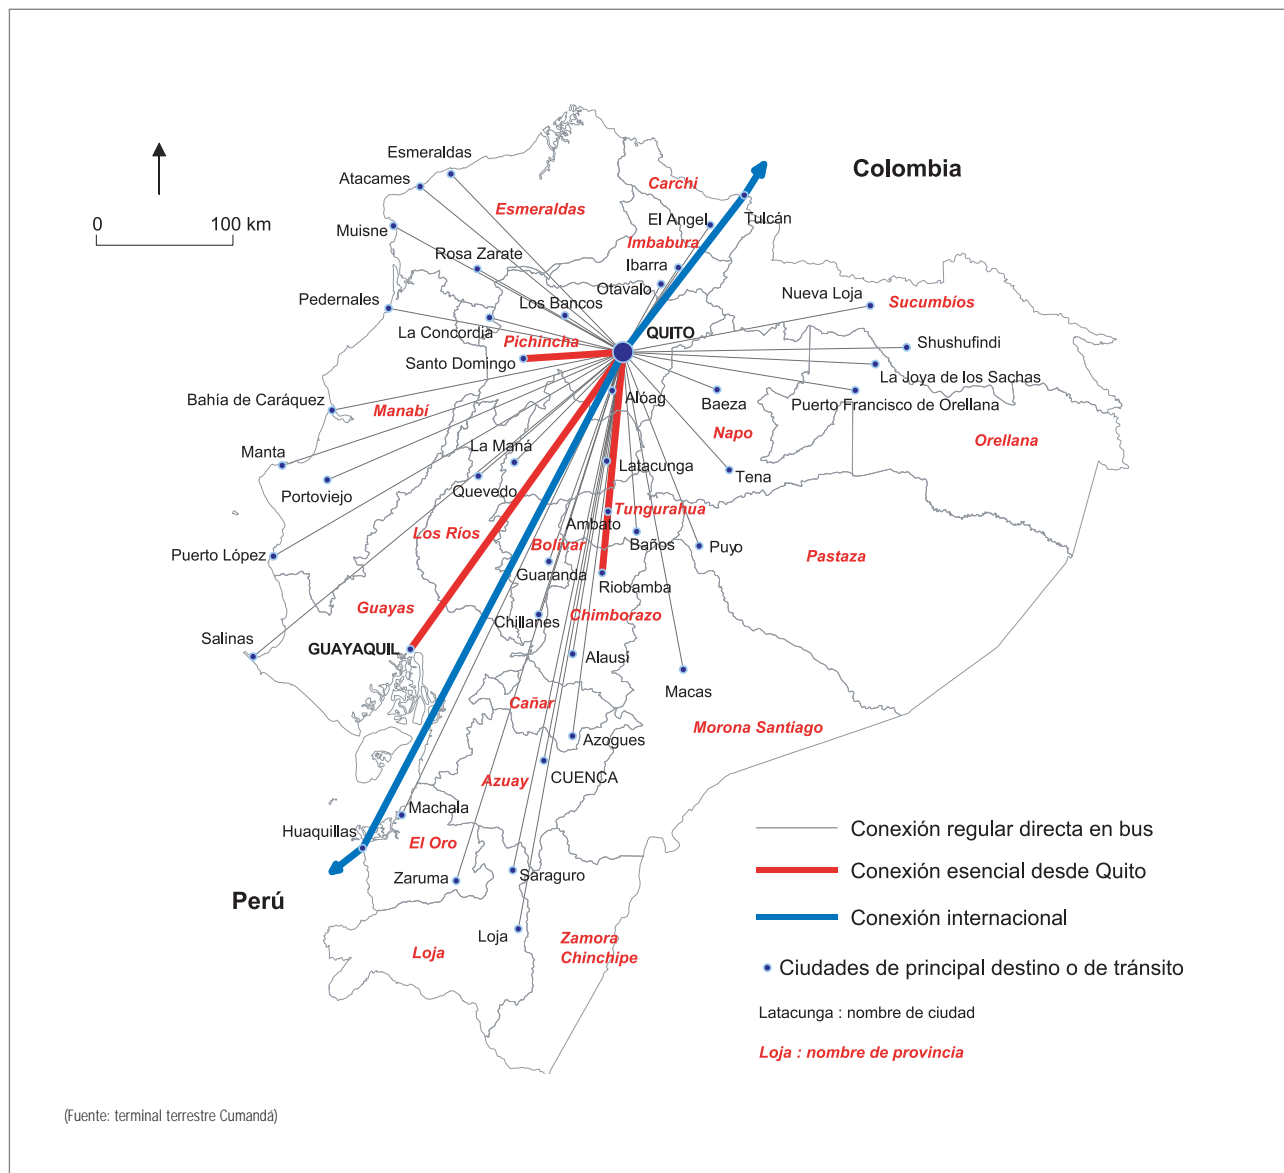 Esmeraldas
Atacames
Muisne
Rosa Zarate
Pedernales
Los Bancos
La Concordia
Santo Domingo
Esmeraldas
Carchi
El Angel
Tulcán
Colombia
Imbabura
Ibarra
Otavalo
QUITO
Pichincha
Nueva Loja
Sucumbíos
Shushufindi
La Joya de los Sachas
Puerto Francisco de Orellana
Orellana
Baeza
Napo
Tena
Alóag
Bahía de Caráquez
Manabí
Manta
Portoviejo
La Maná
Quevedo
Latacunga
Tungurahua
Ambato
Baños
Puyo
Pastaza
Puerto López
Los Ríos
Bolívar
Guaranda
Riobamba
Guayas
Chillanes
Chimborazo
Salinas
GUAYAQUIL
Alausí
Macas
Morona Santiago
Cañar
Azogues
Azuay
CUENCA
Machala
Huaquillas
El Oro
Zaruma
Saraguro
Perú
Loja
Loja
Zamora
Chinchipe
0 100 km
Conexión regular directa en bus
Conexión esencial desde Quito
Conexión internacional
Ciudades de principal destino o de tránsito
Latacunga : nombre de ciudad
Loja : nombre de provincia
(Fuente: terminal terrestre Cumandá)